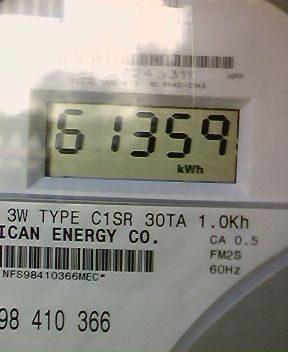 7245311
61359
kWh
3W TYPE C1SR 30TA 1.0Kh
ICAN ENERGY CO.
CA 0.5
FM2S
NFS98410366MEC*
60Hz
98 410 366